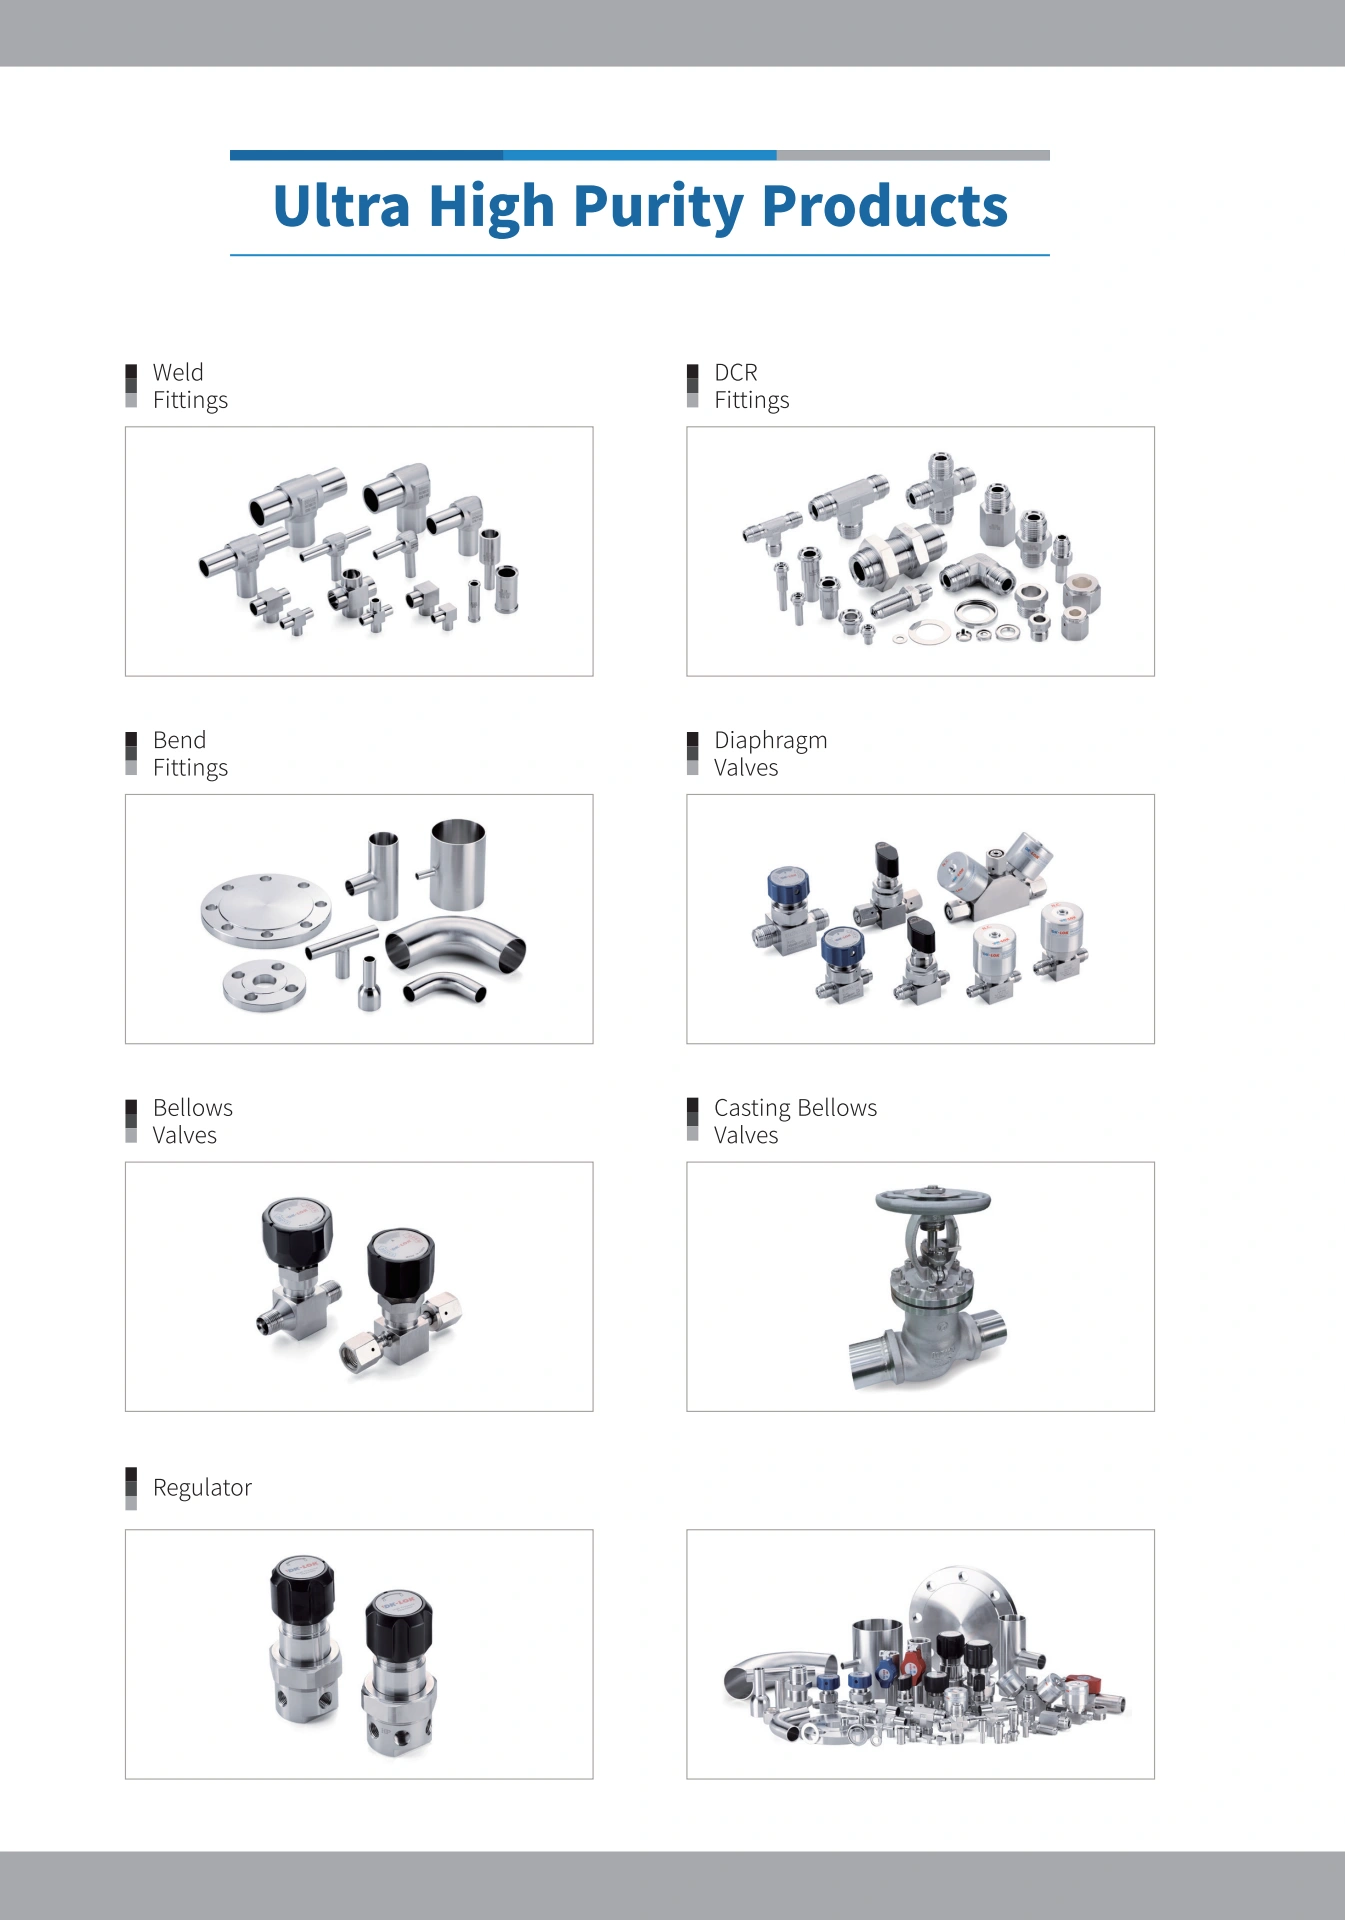 Ultra High Purity Products
Weld
Fittings
DCR
Fittings
Bend
Fittings
Diaphragm
Valves
Bellows
Valves
Casting Bellows
Valves
Regulator